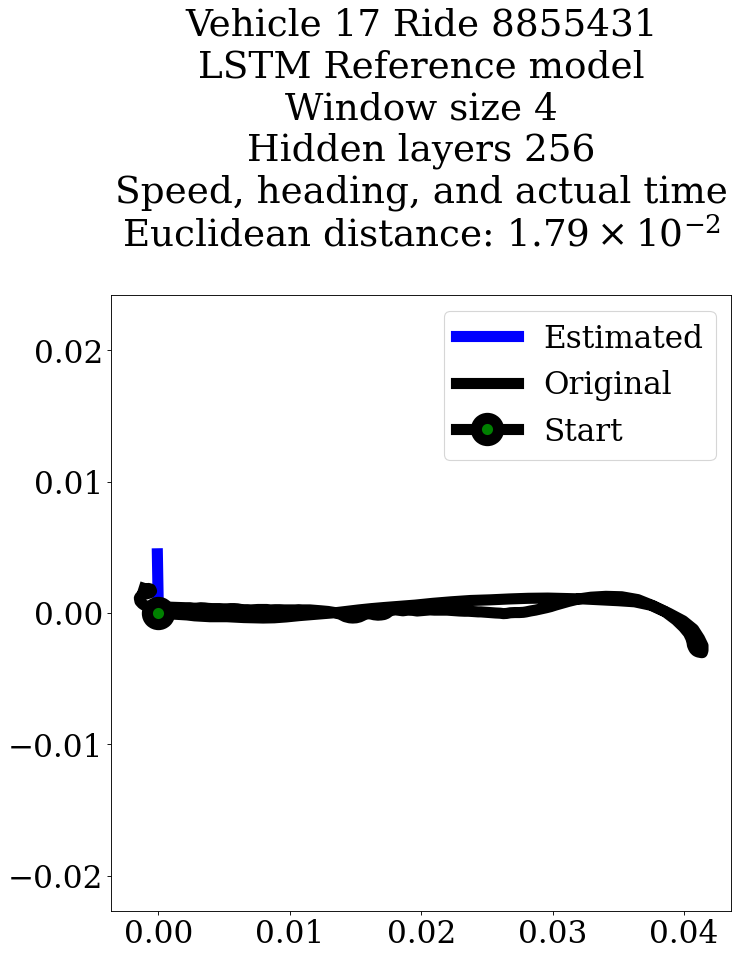 Vehicle 17 Ride 8855431
LSTM Reference model
Window size 4
Hidden layers 256
Speed, heading, and actual time
Euclidean distance: 1.79 × 10⁻²
Estimated
Original
Start
0.02
0.01
0.00
−0.01
−0.02
0.00 0.01 0.02 0.03 0.04